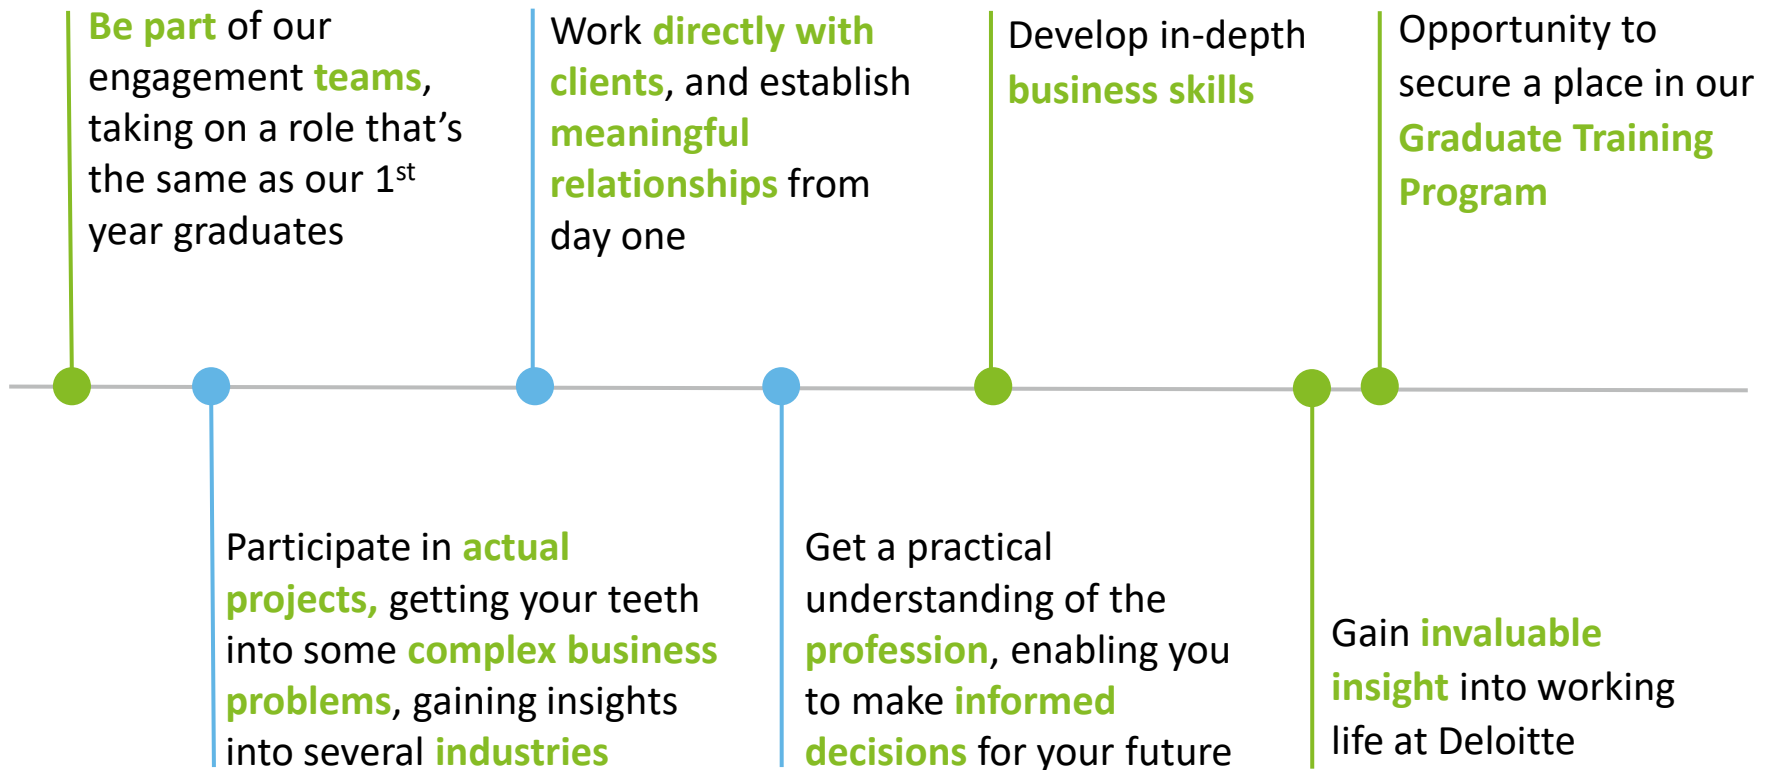 Be part of our
engagement teams,
taking on a role that’s
the same as our 1st
year graduates
Work directly with
clients, and establish
meaningful
relationships from
day one
Develop in-depth
business skills
Opportunity to
secure a place in our
Graduate Training
Program
Participate in actual
projects, getting your teeth
into some complex business
problems, gaining insights
into several industries
Get a practical
understanding of the
profession, enabling you
to make informed
decisions for your future
Gain invaluable
insight into working
life at Deloitte